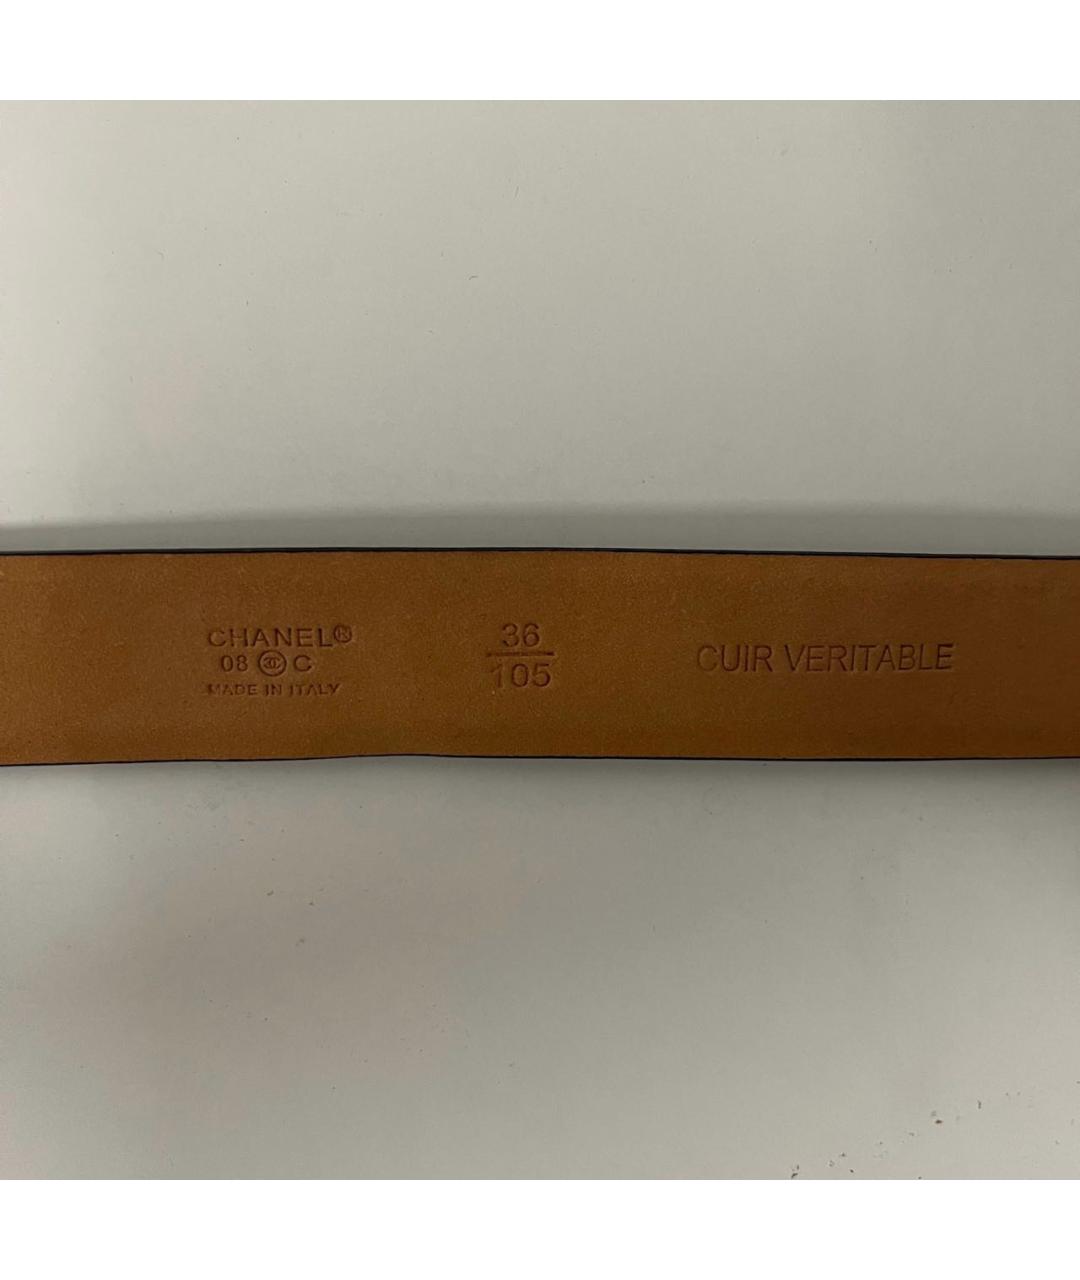 CHANEL®
08 C
MADE IN ITALY
36
105
CUIR VERITABLE